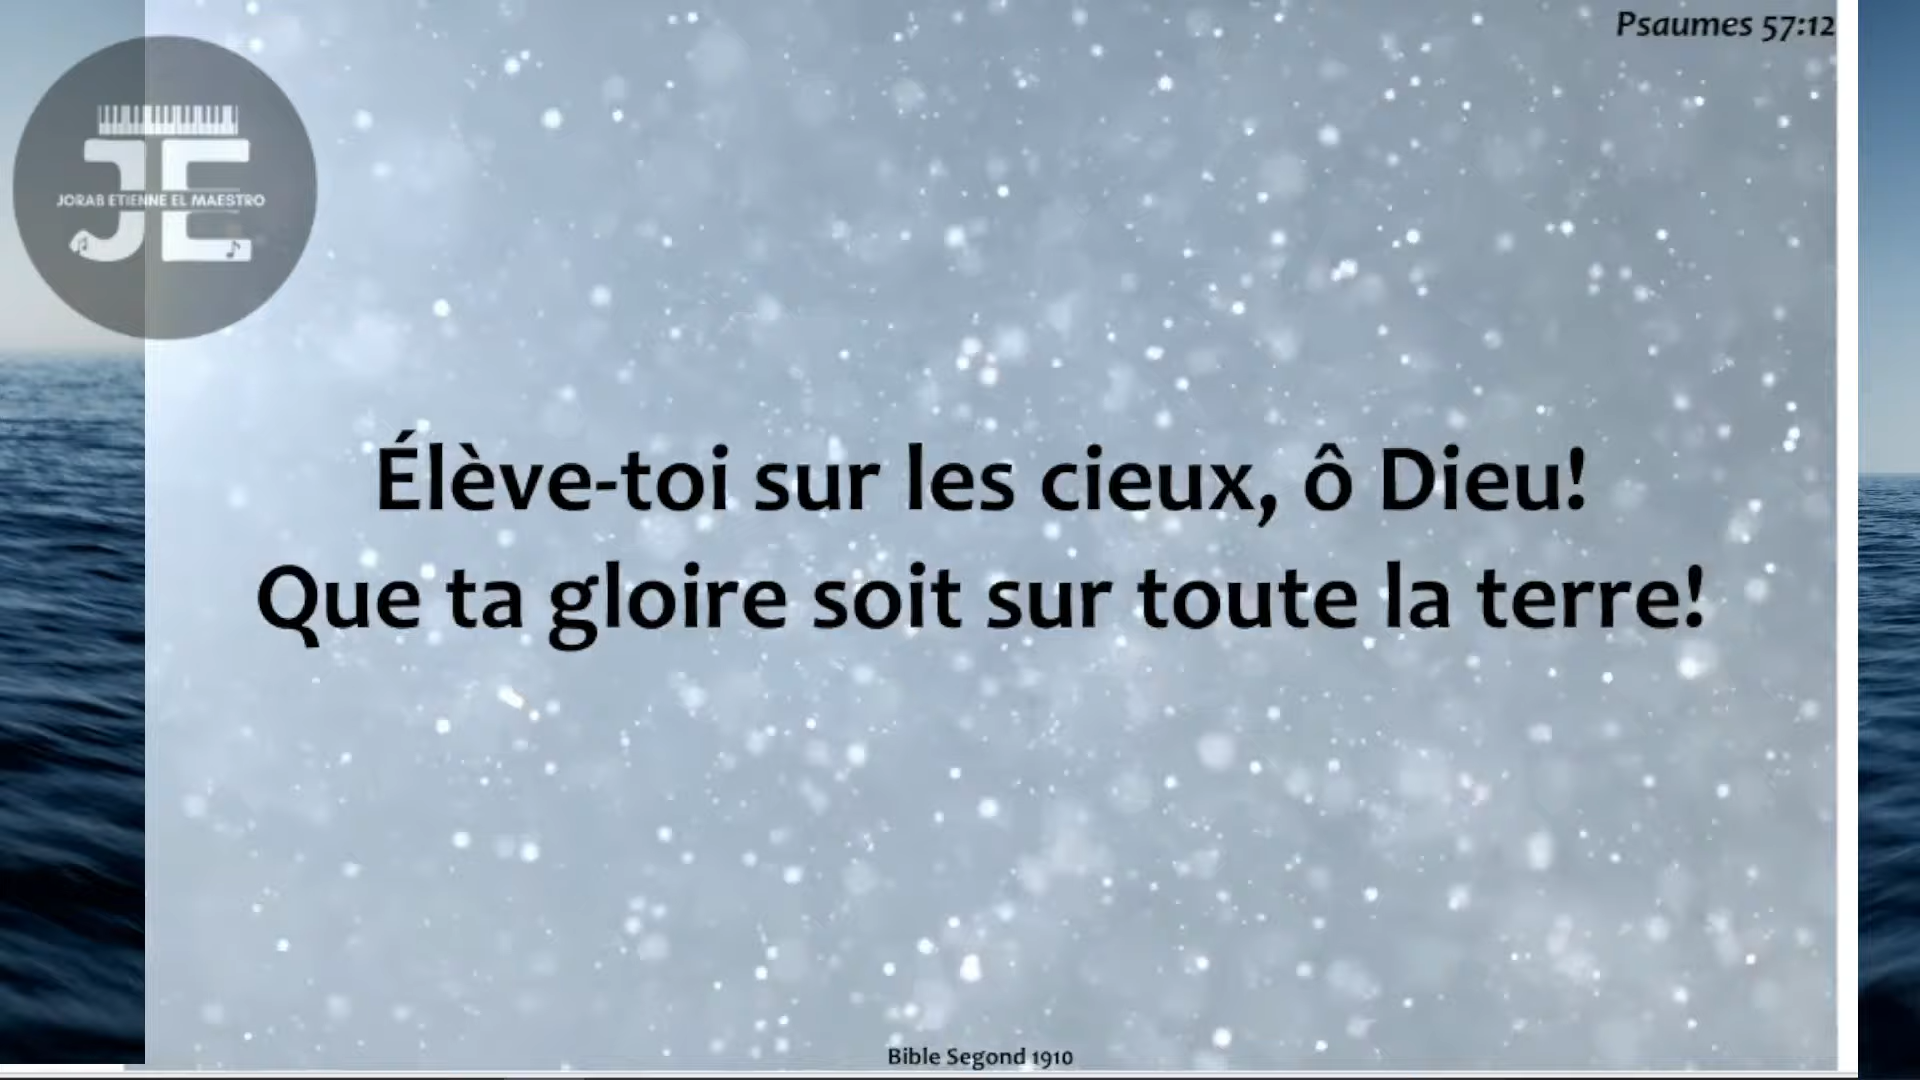 Psaumes 57:12
JE
JORAB ETIENNE EL MAESTRO
Élève-toi sur les cieux, ô Dieu!
Que ta gloire soit sur toute la terre!
Bible Segond 1910